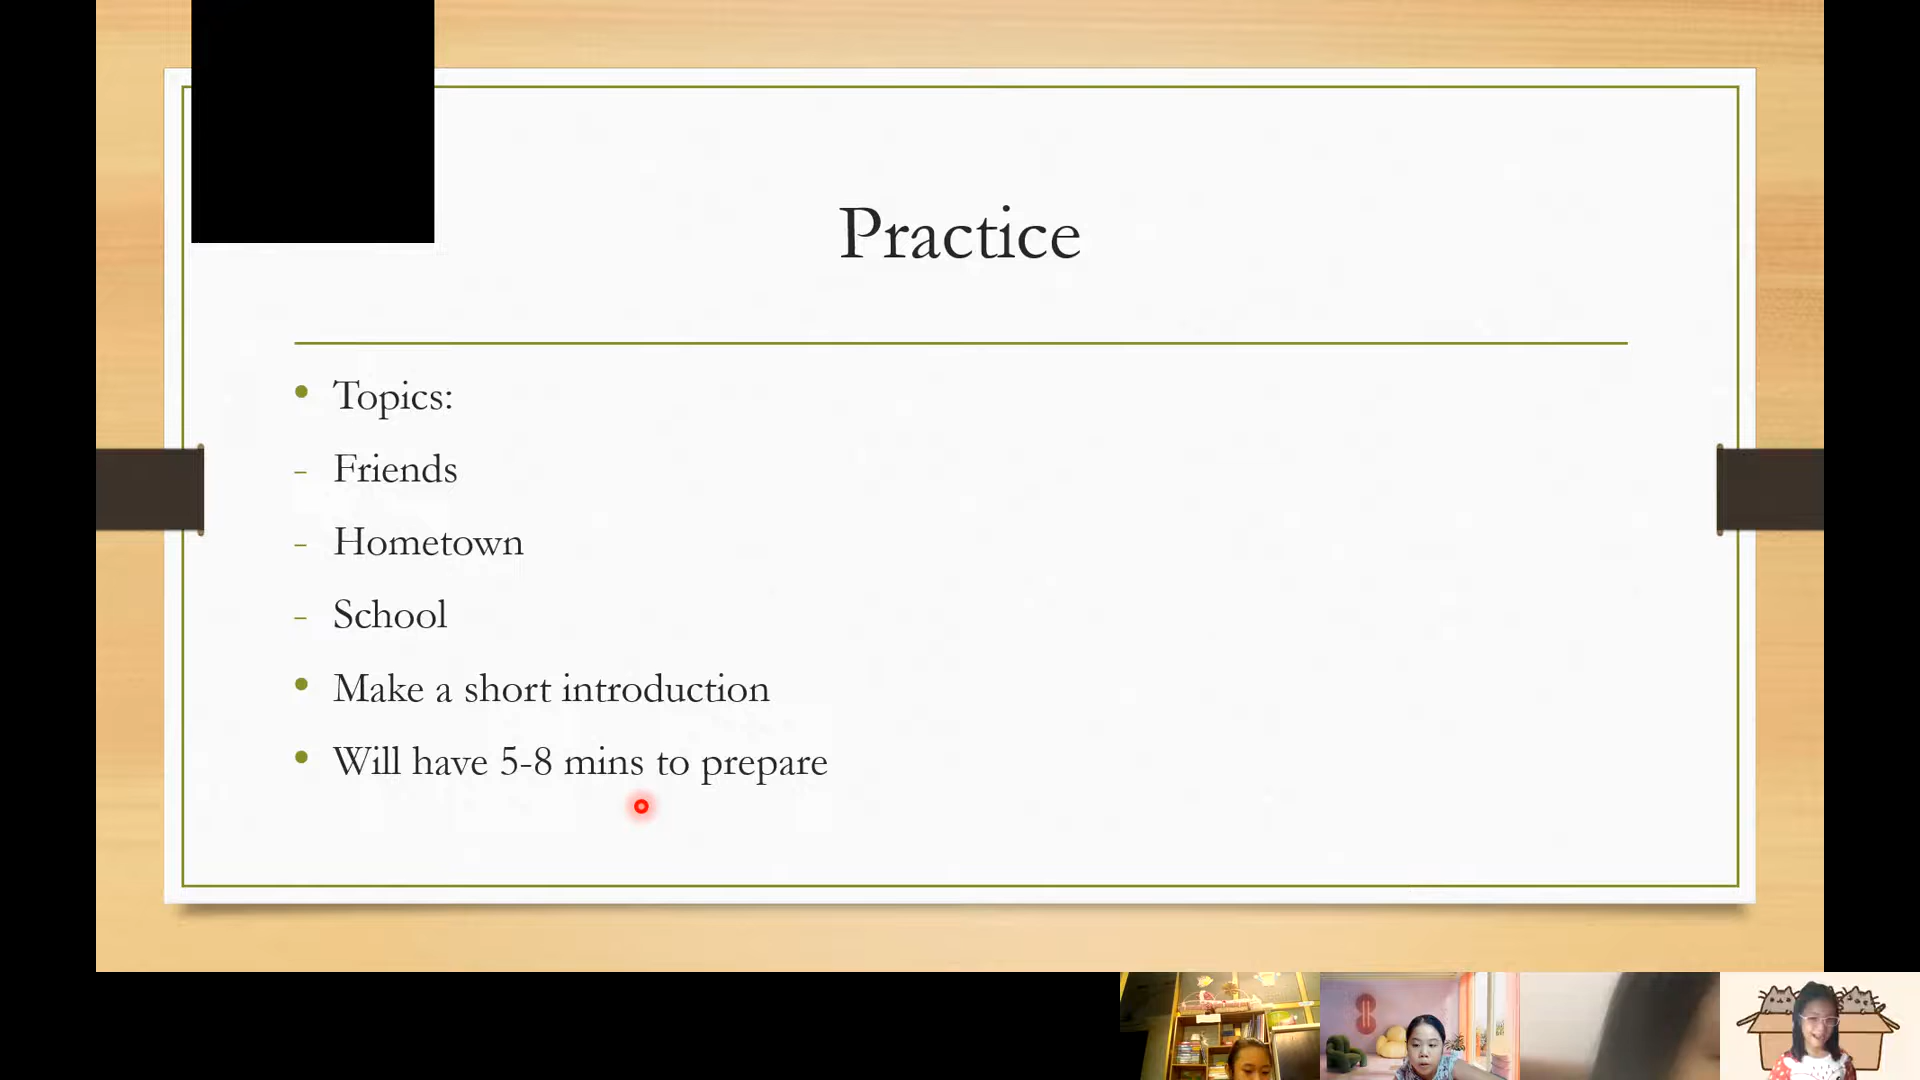 Practice
• Topics:
- Friends
- Hometown
- School
• Make a short introduction
• Will have 5-8 mins to prepare